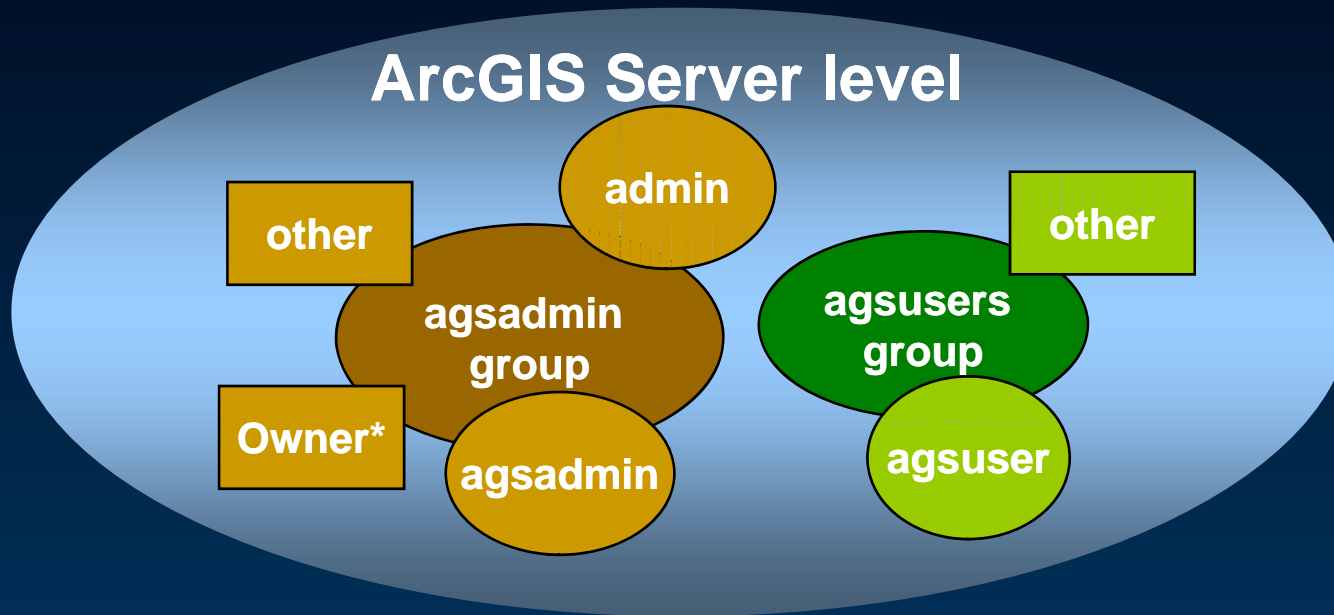 ArcGIS Server level
admin
other
other
agsadmin
group
agsusers
group
Owner*
agsadmin
agsuser